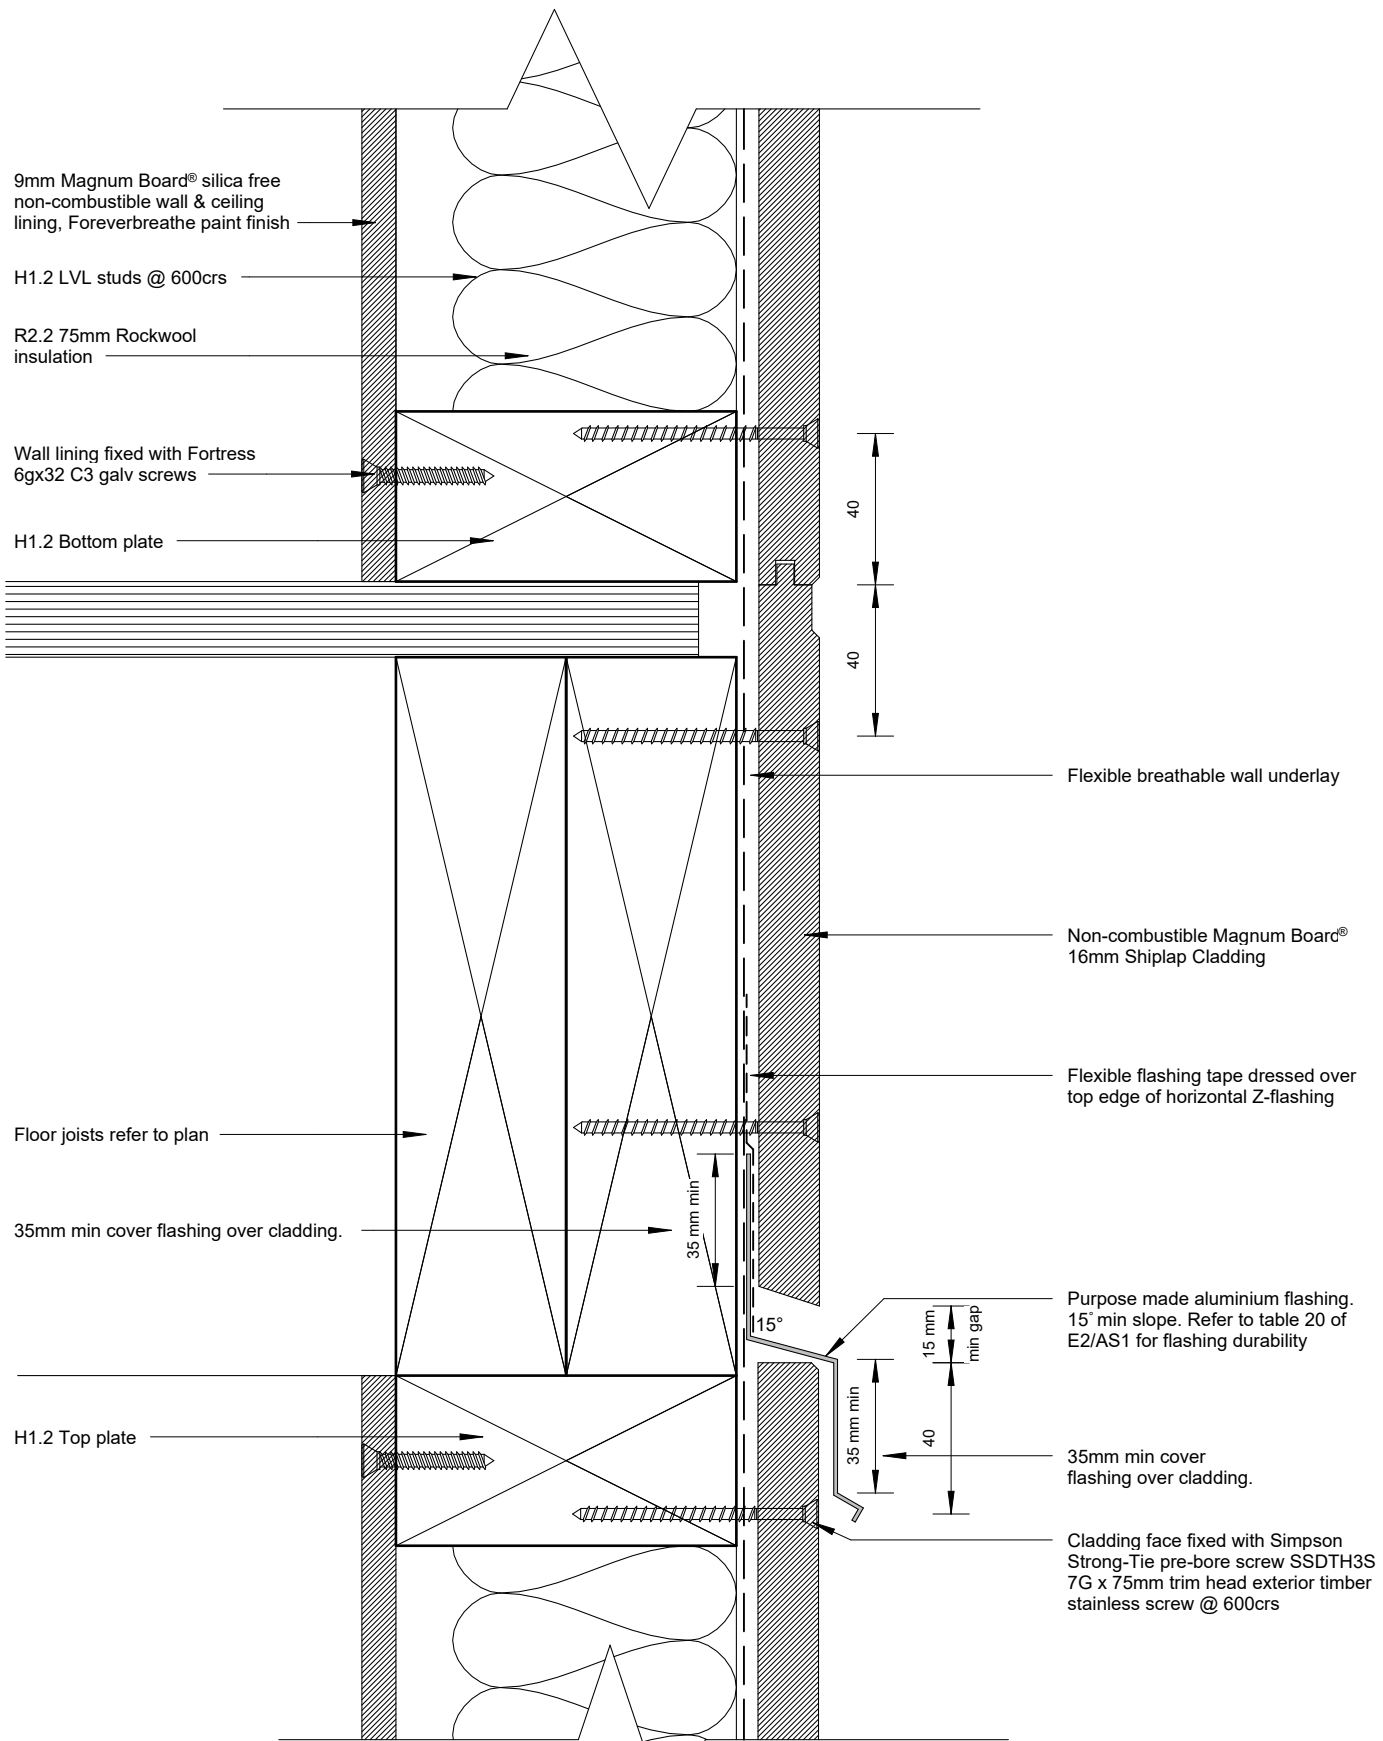 9mm Magnum Board® silica free
non-combustible wall & ceiling
lining, Foreverbreathe paint finish
H1.2 LVL studs @ 600crs
R2.2 75mm Rockwool
insulation
Wall lining fixed with Fortress
6gx32 C3 galv screws
H1.2 Bottom plate
40
40
Flexible breathable wall underlay
Non-combustible Magnum Board®
16mm Shiplap Cladding
Flexible flashing tape dressed over
top edge of horizontal Z-flashing
Floor joists refer to plan
35mm min cover flashing over cladding.
35 mm min
15°
Purpose made aluminium flashing.
15° min slope. Refer to table 20 of
E2/AS1 for flashing durability
15 mm
min gap
35 mm min
40
H1.2 Top plate
35mm min cover
flashing over cladding.
Cladding face fixed with Simpson
Strong-Tie pre-bore screw SSDTH3S
7G x 75mm trim head exterior timber
stainless screw @ 600crs